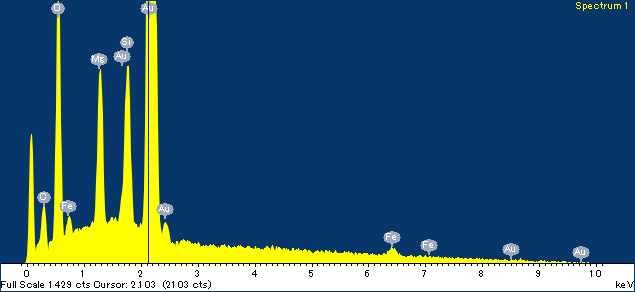 Spectrum 1
O
Au
Si
Mg
Au
C
Fe
Au
Fe
Fe
Au
Au
0 1 2 3 4 5 6 7 8 9 10
Full Scale 1429 cts Cursor: 2.103 (2103 cts) keV